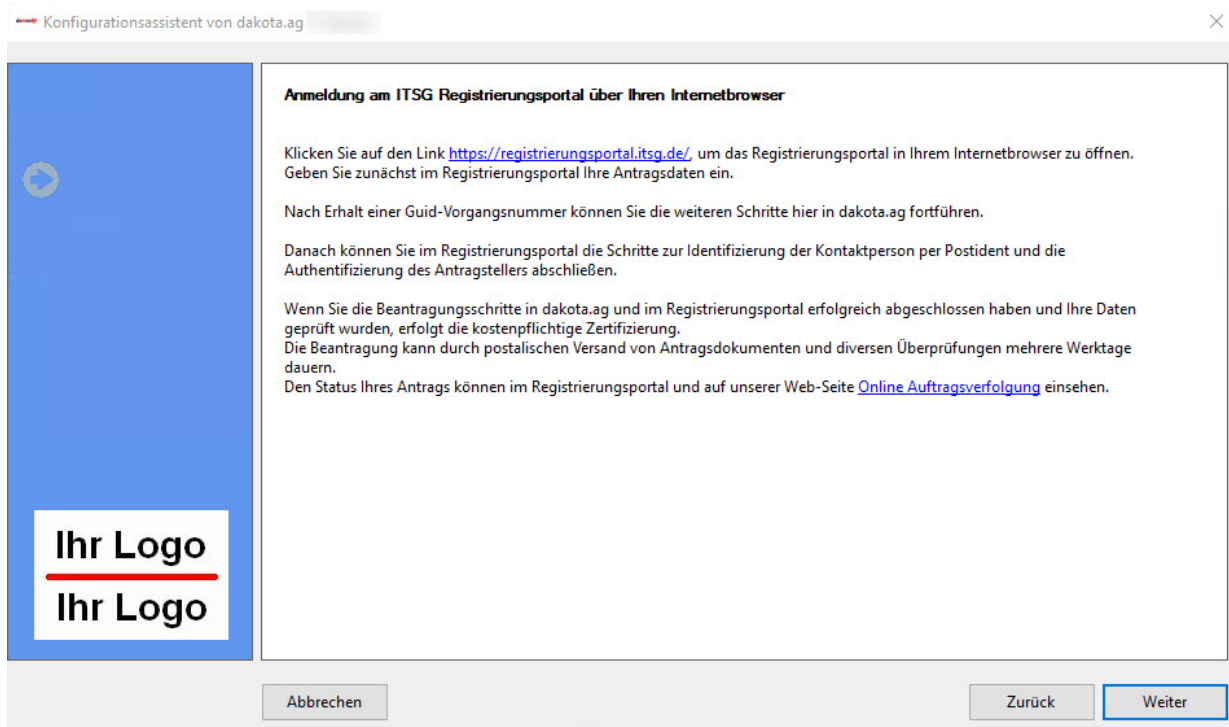 Konfigurationsassistent von dakota.ag
Anmeldung am ITSG Registrierungsportal über Ihren Internetbrowser
Klicken Sie auf den Link https://registrierungsportal.itsg.de/, um das Registrierungsportal in Ihrem Internetbrowser zu öffnen.
Geben Sie zunächst im Registrierungsportal Ihre Antragsdaten ein.
Nach Erhalt einer Guid-Vorgangsnummer können Sie die weiteren Schritte hier in dakota.ag fortführen.
Danach können Sie im Registrierungsportal die Schritte zur Identifizierung der Kontaktperson per Postident und die
Authentifizierung des Antragstellers abschließen.
Wenn Sie die Beantragungsschritte in dakota.ag und im Registrierungsportal erfolgreich abgeschlossen haben und Ihre Daten
geprüft wurden, erfolgt die kostenpflichtige Zertifizierung.
Die Beantragung kann durch postalischen Versand von Antragsdokumenten und diversen Überprüfungen mehrere Werktage
dauern.
Den Status Ihres Antrags können im Registrierungsportal und auf unserer Web-Seite Online Auftragsverfolgung einsehen.
Ihr Logo
Ihr Logo
Abbrechen
Zurück
Weiter